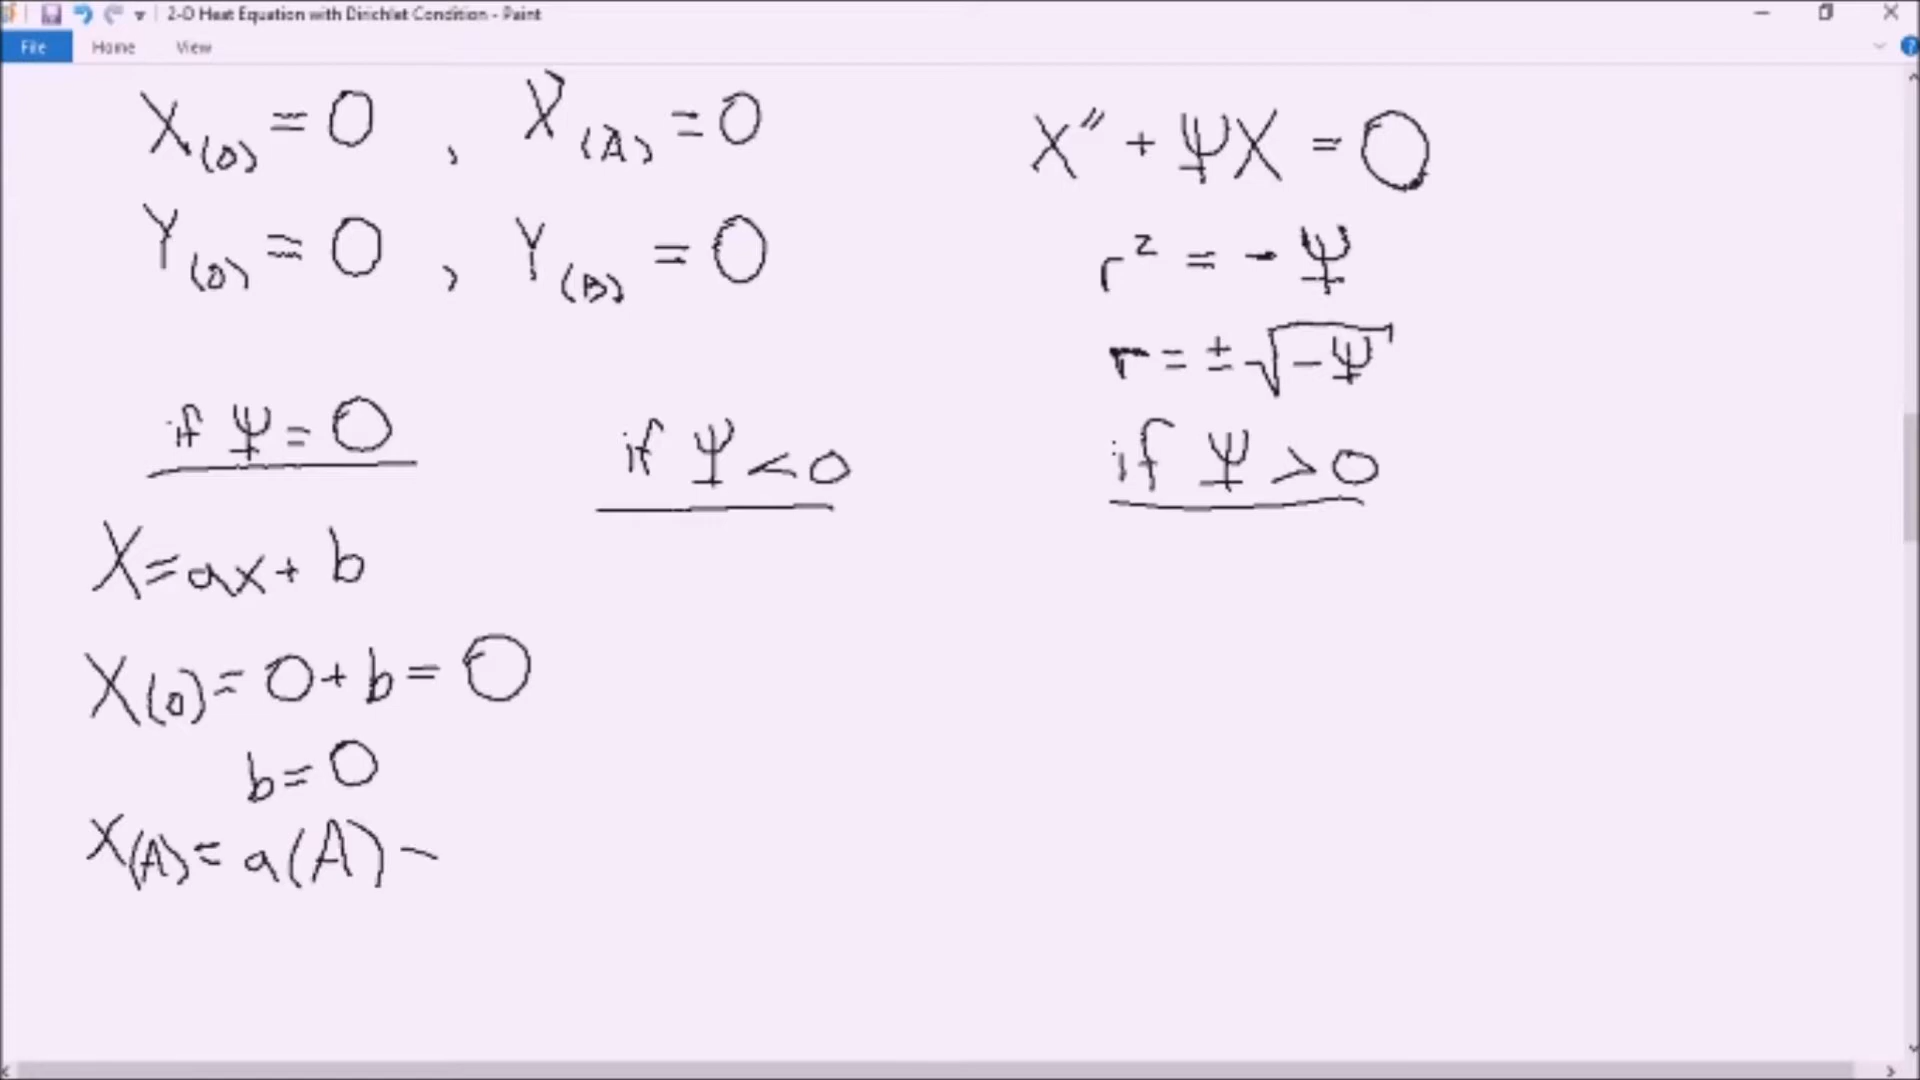 2-D Heat Equation with Dirichlet Condition - Paint
File Home View
X(0) = 0 , X(A) = 0
Y(0) = 0 , Y(B) = 0
X'' + ΨX = 0
r² = - Ψ
r = ± √-Ψ
if Ψ = 0
if Ψ < 0
if Ψ > 0
X = ax + b
X(0) = 0 + b = 0
b = 0
X(A) = a(A) -